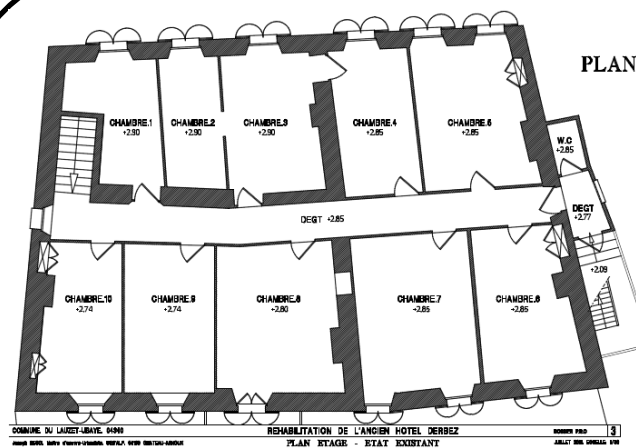 PLAN
CHAMBRE.1
+2.90
CHAMBRE.2
+2.90
CHAMBRE.3
+2.90
CHAMBRE.4
+2.85
CHAMBRE.5
+2.85
W.C
+2.85
DEGT +2.85
DEGT
+2.77
+2.09
CHAMBRE.10
+2.74
CHAMBRE.9
+2.74
CHAMBRE.8
+2.80
CHAMBRE.7
+2.85
CHAMBRE.6
+2.85
COMMUNE DU LAUZET-UBAYE. 04340
REHABILITATION DE L'ANCIEN HOTEL DERBEZ
DOSSIER PRO
3
PLAN ETAGE - ETAT EXISTANT